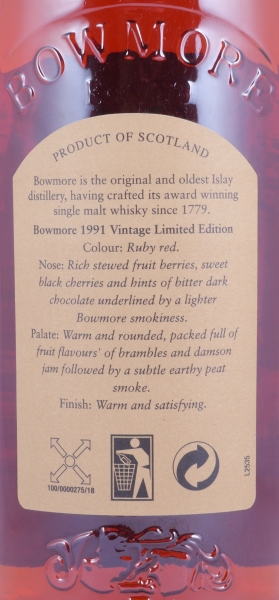 BOWMORE
PRODUCT OF SCOTLAND
Bowmore is the original and oldest Islay
distillery, having crafted its award winning
single malt whisky since 1779.
Bowmore 1991 Vintage Limited Edition
Colour: Ruby red.
Nose: Rich stewed fruit berries, sweet
black cherries and hints of bitter dark
chocolate underlined by a lighter
Bowmore smokiness.
Palate: Warm and rounded, packed full of
fruit flavours' of brambles and damson
jam followed by a subtle earthy peat
smoke.
Finish: Warm and satisfying.
100/0000275/18
L2535